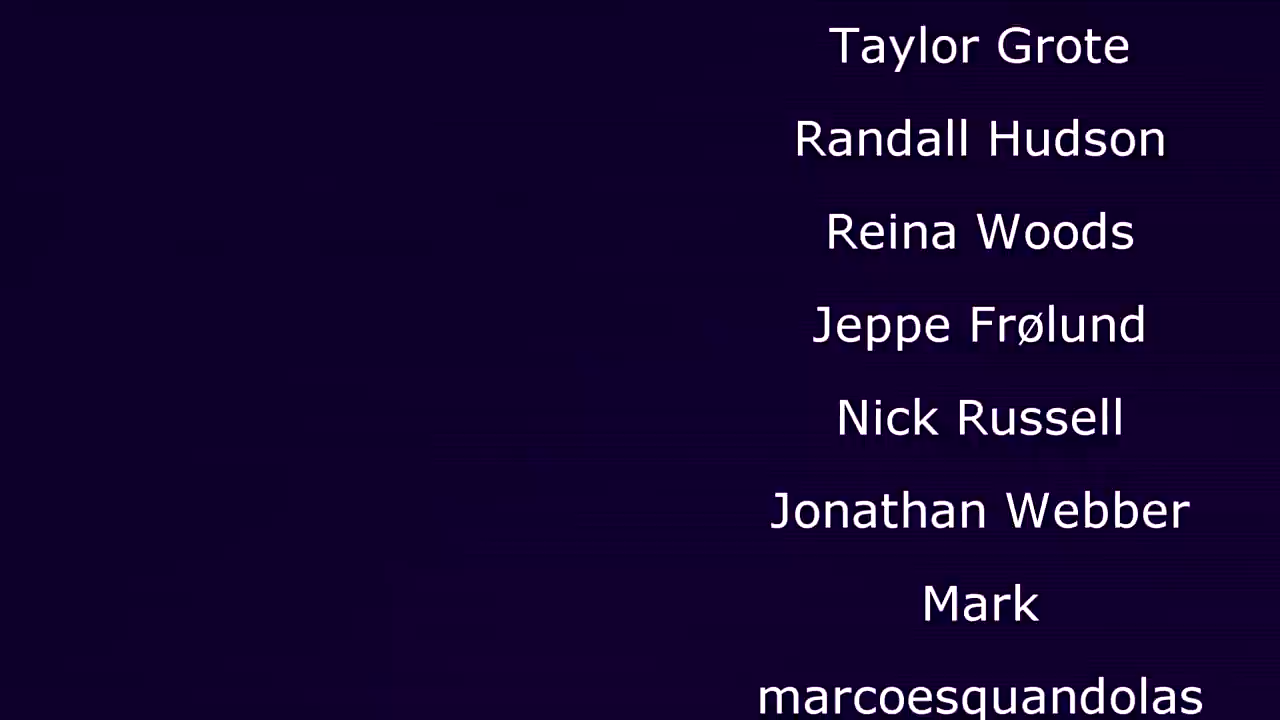 Taylor Grote
Randall Hudson
Reina Woods
Jeppe Frølund
Nick Russell
Jonathan Webber
Mark
marcoesquandolas